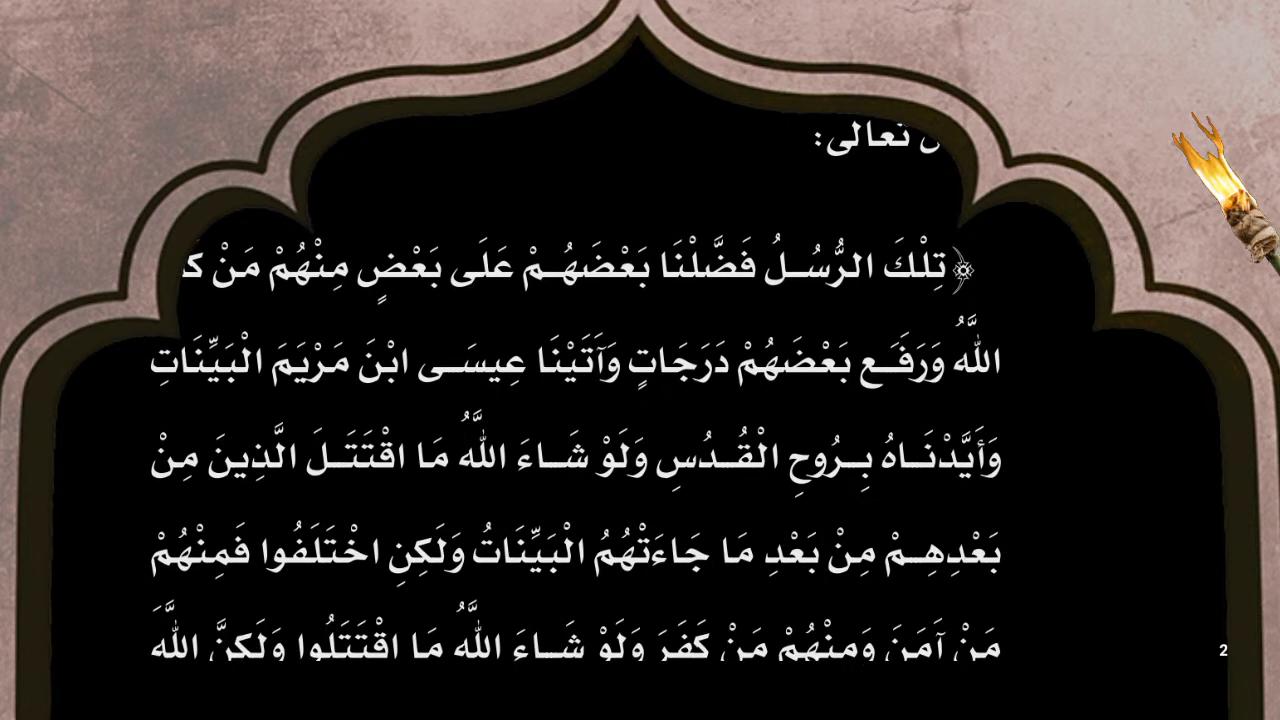 تعالى:
﴿تِلْكَ الرُّسُلُ فَضَّلْنَا بَعْضَهُمْ عَلَى بَعْضٍ مِنْهُمْ مَنْ
اللَّهُ وَرَفَع بَعْضَهُمْ دَرَجَاتٍ وَآتَيْنَا عِيسَى ابْنَ مَرْيَمَ الْبَيِّنَاتِ
وَأَيَّدْنَاهُ بِرُوحِ الْقُدُسِ وَلَوْ شَاءَ اللَّهُ مَا اقْتَتَلَ الَّذِينَ مِنْ
بَعْدِهِمْ مِنْ بَعْدِ مَا جَاءَتْهُمُ الْبَيِّنَاتُ وَلَكِنِ اخْتَلَفُوا فَمِنْهُمْ
مَنْ آمَنَ وَمِنْهُمْ مَنْ كَفَرَ وَلَوْ شَاءَ اللَّهُ مَا اقْتَتَلُوا وَلَكِنَّ اللَّهَ
2